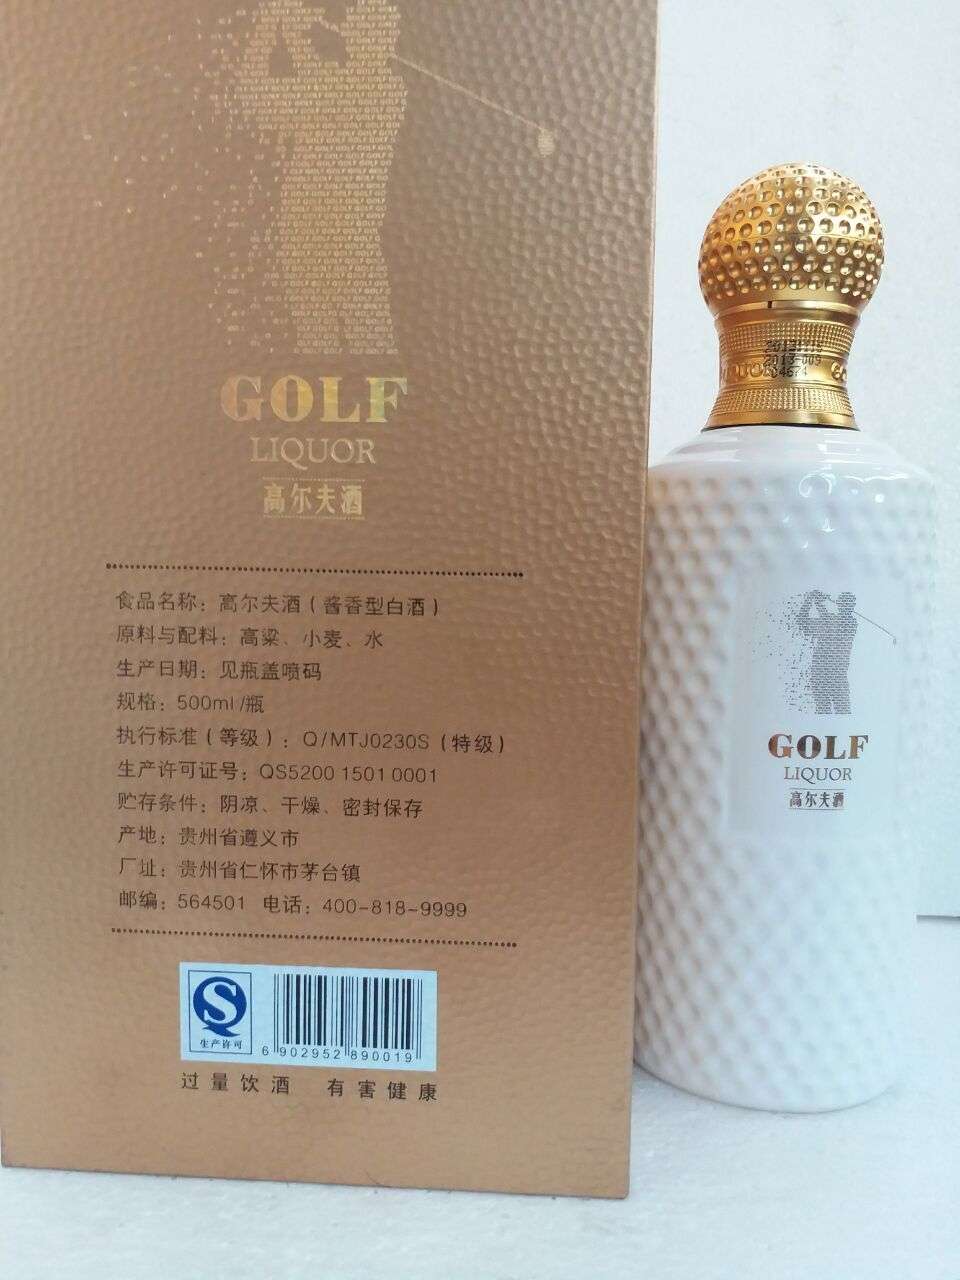 GOLF
LIQUOR
高尔夫酒
食品名称：高尔夫酒（酱香型白酒）
原料与配料：高粱、小麦、水
生产日期：见瓶盖喷码
规格：500ml/瓶
执行标准（等级）：Q/MTJ0230S（特级）
生产许可证号：QS5200 1501 0001
贮存条件：阴凉、干燥、密封保存
产地：贵州省遵义市
厂址：贵州省仁怀市茅台镇
邮编：564501 电话：400-818-9999
生产许可
6 902952 890019
过量饮酒 有害健康
2013-003
GOLF
LIQUOR
高尔夫酒